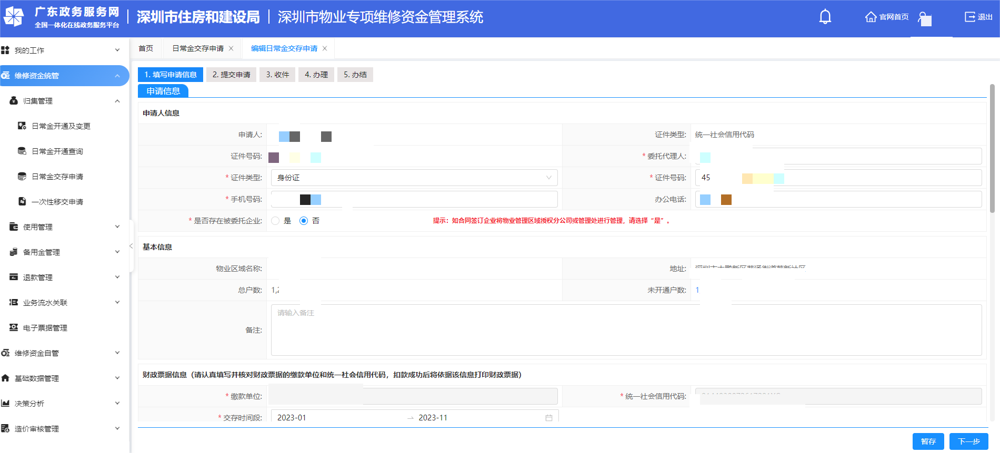 广东政务服务网
全国一体化在线政务服务平台
深圳市住房和建设局
深圳市物业专项维修资金管理系统
官网首页
退出
我的工作
维修资金统管
归集管理
日常金开通及变更
日常金开通查询
日常金交存申请
一次性移交申请
使用管理
备用金管理
退款管理
业务流水关联
电子票据管理
维修资金自管
基础数据管理
决策分析
造价审核管理
首页
日常金交存申请
编辑日常金交存申请
1. 填写申请信息
2. 提交申请
3. 收件
4. 办理
5. 办结
申请信息
申请人信息
申请人:
证件类型: 统一社会信用代码
证件号码:
* 委托代理人:
* 证件类型: 身份证
* 证件号码: 45
* 手机号码:
办公电话:
* 是否存在被委托企业: 是 否
提示：如合同签订企业将物业管理区域授权分公司或管理处进行管理，请选择“是”。
基本信息
物业区域名称:
地址:
总户数: 1,
未开通户数: 1
备注: 请输入备注
财政票据信息（请认真填写并核对财政票据的缴款单位和统一社会信用代码，扣款成功后将依据该信息打印财政票据）
* 缴款单位:
* 统一社会信用代码:
* 交存时间段: 2023-01 → 2023-11
暂存
下一步